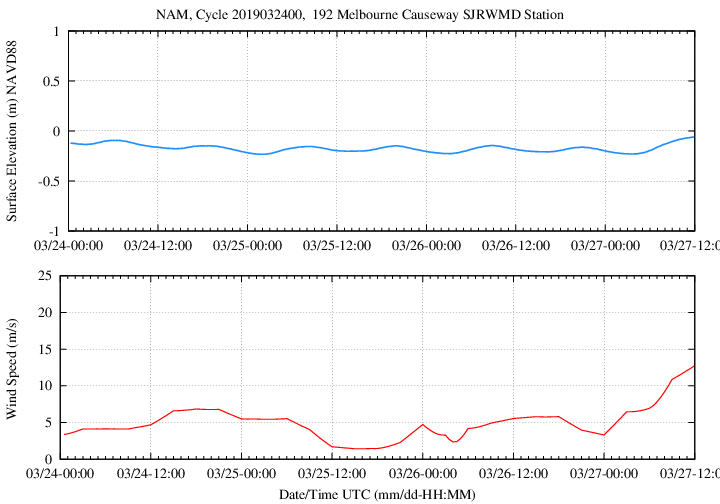 NAM, Cycle 2019032400,  192 Melbourne Causeway SJRWMD Station
Surface Elevation (m) NAVD88
1
0.5
0
-0.5
-1
03/24-00:00 03/24-12:00 03/25-00:00 03/25-12:00 03/26-00:00 03/26-12:00 03/27-00:00 03/27-12:0
Wind Speed (m/s)
25
20
15
10
5
0
03/24-00:00 03/24-12:00 03/25-00:00 03/25-12:00 03/26-00:00 03/26-12:00 03/27-00:00 03/27-12:0
Date/Time UTC (mm/dd-HH:MM)